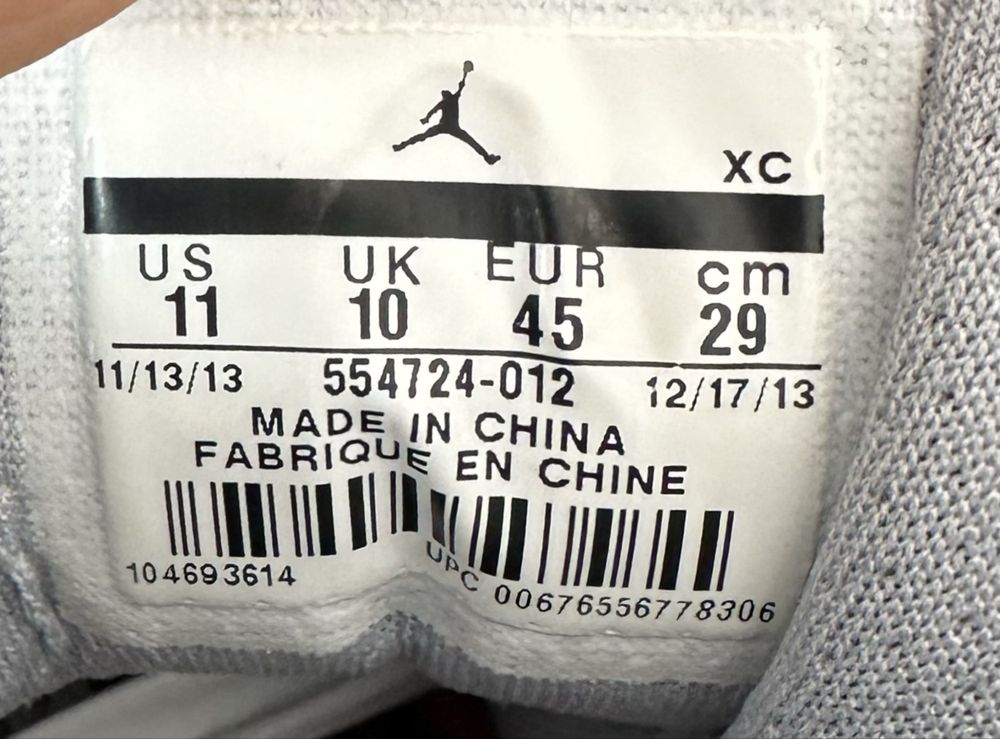 XC
US UK EUR cm
11 10 45 29
11/13/13 554724-012 12/17/13
MADE IN CHINA
FABRIQUE EN CHINE
104693614 UPC 00676556778306